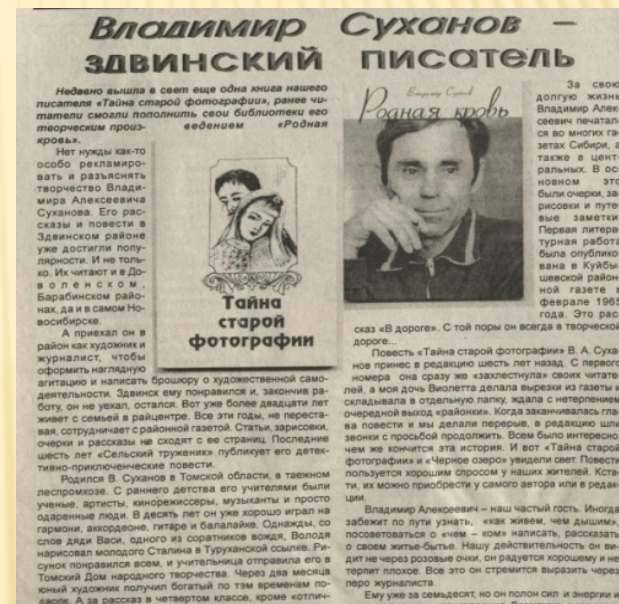 Владимир Суханов –
здвинский писатель
Недавно вышла в свет еще одна книга нашего
писателя «Тайна старой фотографии», ранее чи-
татели смогли пополнить свои библиотеки его
творческим произ- ведением «Родная
кровь».
Нет нужды как-то
особо рекламиро-
вать и разъяснять
творчество Влади-
мира Алексеевича
Суханова. Его рас-
сказы и повести в
Здвинском районе
уже достигли попу-
лярности. И не толь-
ко. Их читают и в До-
воленском,
Барабинском райо-
нах, да и в самом Но-
восибирске.
А приехал он в
район как художник и
журналист, чтобы
оформить наглядную
агитацию и написать брошюру о художественной само-
деятельности. Здвинск ему понравился и, закончив ра-
боту, он не уехал, остался. Вот уже более двадцати лет
живет с семьей в райцентре. Все эти годы, не переста-
вая, сотрудничает с районной газетой. Статьи, зарисовки,
очерки и рассказы не сходят с ее страниц. Последние
шесть лет «Сельский труженик» публикует его детек-
тивно-приключенческие повести.
Родился В. Суханов в Томской области, в таежном
леспромхозе. С раннего детства его учителями были
ученые, артисты, кинорежиссеры, музыканты и просто
одаренные люди. В десять лет он уже хорошо играл на
гармони, аккордеоне, гитаре и балалайке. Однажды, со
слов дяди Васи, одного из соратников вождя, Володя
нарисовал молодого Сталина в Туруханской ссылке. Ри-
сунок понравился всем, и учительница отправила его в
Томский Дом народного творчества. Через два месяца
юный художник получил богатый по тем временам по-
дарок. А за рассказ в четвертом классе, кроме «отлич-
Тайна
старой
фотографии
Владимир Суханов
Родная кровь
За свою
долгую жизнь
Владимир Алек-
сеевич печатал-
ся во многих га-
зетах Сибири, а
также в цент-
ральных. В ос-
новном это
были очерки, за-
рисовки и путе-
вые заметки.
Первая литера-
турная работа
была опублико-
вана в Куйбы-
шевской район-
ной газете в
феврале 1965
года. Это рас-
сказ «В дороге». С той поры он всегда в творческой
дороге...
Повесть «Тайна старой фотографии» В. А. Суха-
нов принес в редакцию шесть лет назад. С первого
номера она сразу же «захлестнула» своих читате-
лей, а моя дочь Виолетта делала вырезки из газеты и
складывала в отдельную папку, ждала с нетерпением
очередной выход «районки». Когда заканчивалась гла-
ва повести и мы делали перерыв, в редакцию шли
звонки с просьбой продолжить. Всем было интересно,
чем же кончится эта история. И вот «Тайна старой
фотографии» и «Черное озеро» увидели свет. Повести
пользуется хорошим спросом у наших жителей. Кста-
ти, их можно приобрести у самого автора или в редак-
ции.
Владимир Алексеевич – наш частый гость. Иногда
забежит по пути узнать, «как живем, чем дышим»,
посоветоваться о «чем – ком» написать, рассказать
о своем житье-бытье. Нашу действительность он ви-
дит не через розовые очки, он радуется хорошему и не
терпит плохое. Все это он стремится выразить через
перо журналиста.
Ему уже за семьдесят, но он полон сил и энергии и